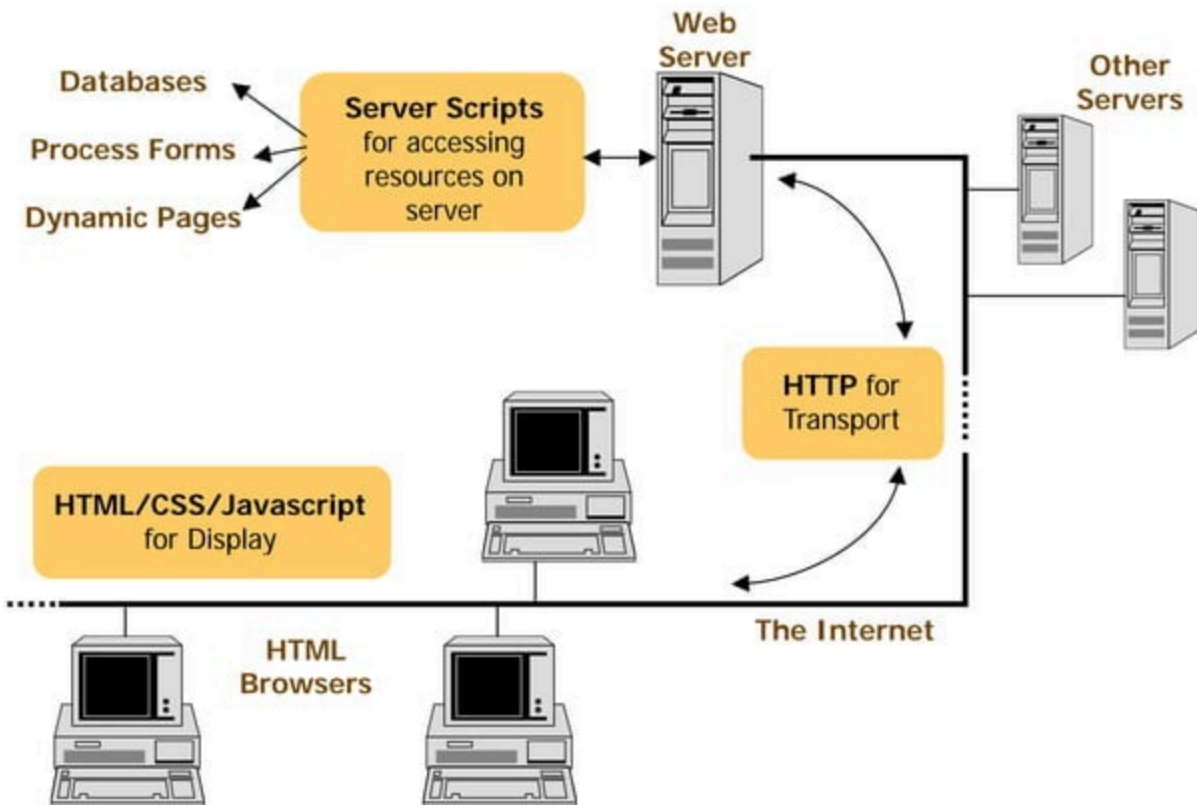 Web
Server
Other
Servers
Databases
Process Forms
Dynamic Pages
Server Scripts
for accessing
resources on
server
HTTP for
Transport
HTML/CSS/Javascript
for Display
The Internet
HTML
Browsers